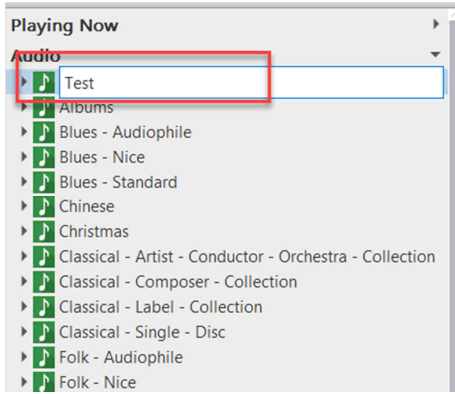 Playing Now
Audio
Test
Albums
Blues - Audiophile
Blues - Nice
Blues - Standard
Chinese
Christmas
Classical - Artist - Conductor - Orchestra - Collection
Classical - Composer - Collection
Classical - Label - Collection
Classical - Single - Disc
Folk - Audiophile
Folk - Nice